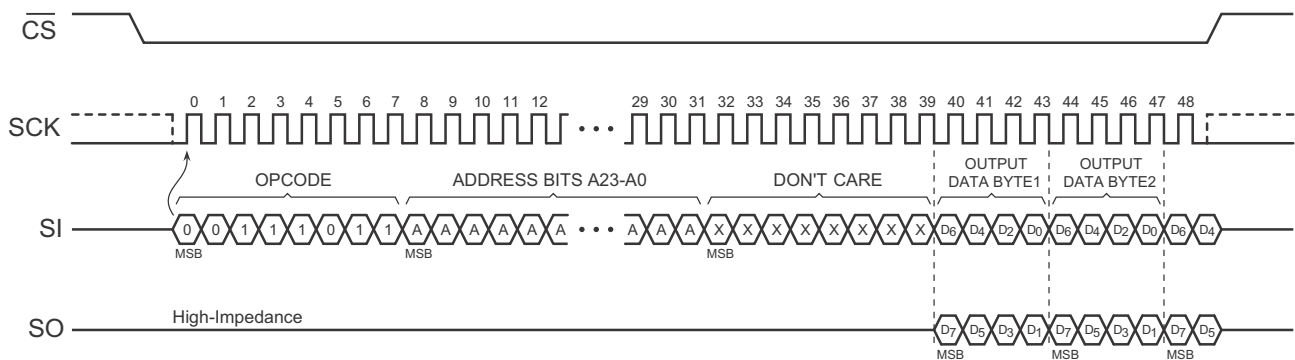 CS
SCK
0 1 2 3 4 5 6 7 8 9 10 11 12 29 30 31 32 33 34 35 36 37 38 39 40 41 42 43 44 45 46 47 48
OPCODE
ADDRESS BITS A23-A0
DON'T CARE
OUTPUT
DATA BYTE1
OUTPUT
DATA BYTE2
SI
0 0 1 1 1 0 1 1 A A A A A A A A A X X X X X X X X D6 D4 D2 D0 D6 D4 D2 D0 D6 D4
MSB MSB MSB
High-Impedance
SO
D7 D5 D3 D1 D7 D5 D3 D1 D7 D5
MSB MSB MSB